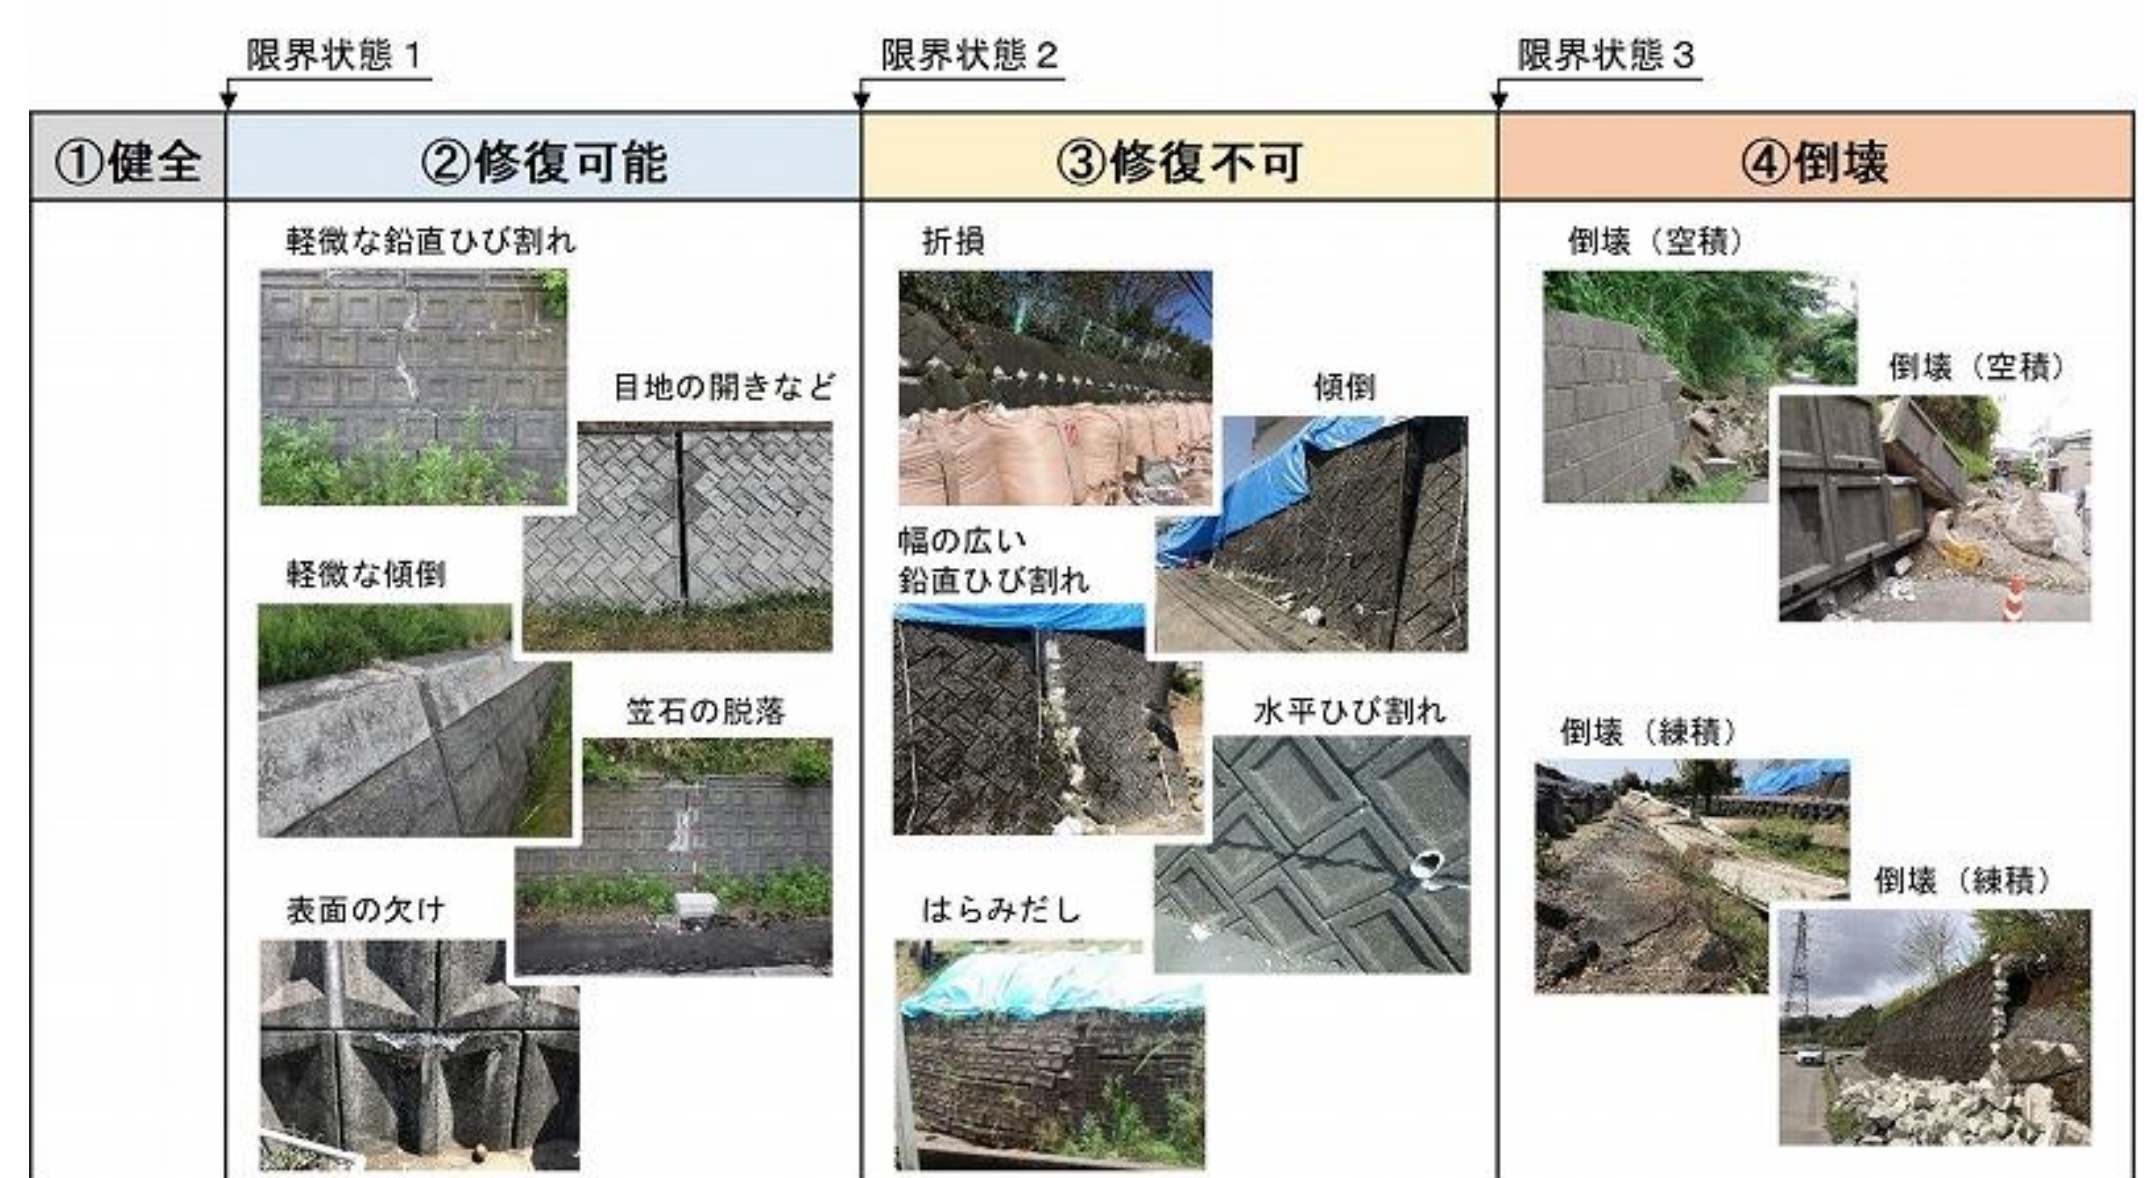 限界状態1
限界状態2
限界状態3
①健全
②修復可能
③修復不可
④倒壊
軽微な鉛直ひび割れ
目地の開きなど
軽微な傾倒
笠石の脱落
表面の欠け
折損
傾倒
幅の広い
鉛直ひび割れ
水平ひび割れ
はらみだし
倒壊（空積）
倒壊（空積）
倒壊（練積）
倒壊（練積）